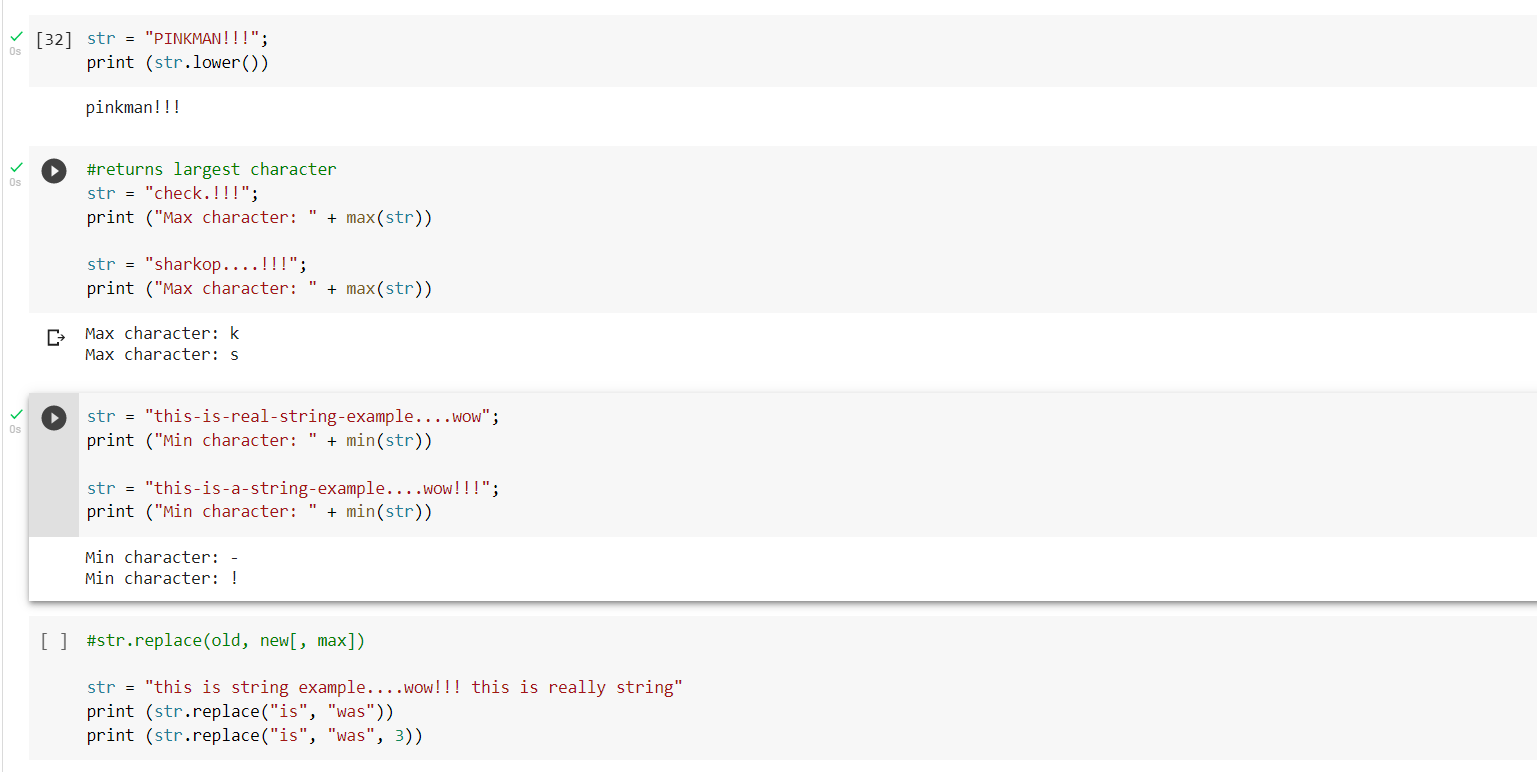 0s
[32] str = "PINKMAN!!!";
print (str.lower())
pinkman!!!
0s
#returns largest character
str = "check.!!!";
print ("Max character: " + max(str))
str = "sharkop....!!!";
print ("Max character: " + max(str))
Max character: k
Max character: s
0s
str = "this-is-real-string-example....wow";
print ("Min character: " + min(str))
str = "this-is-a-string-example....wow!!!";
print ("Min character: " + min(str))
Min character: -
Min character: !
[ ] #str.replace(old, new[, max])
str = "this is string example....wow!!! this is really string"
print (str.replace("is", "was"))
print (str.replace("is", "was", 3))